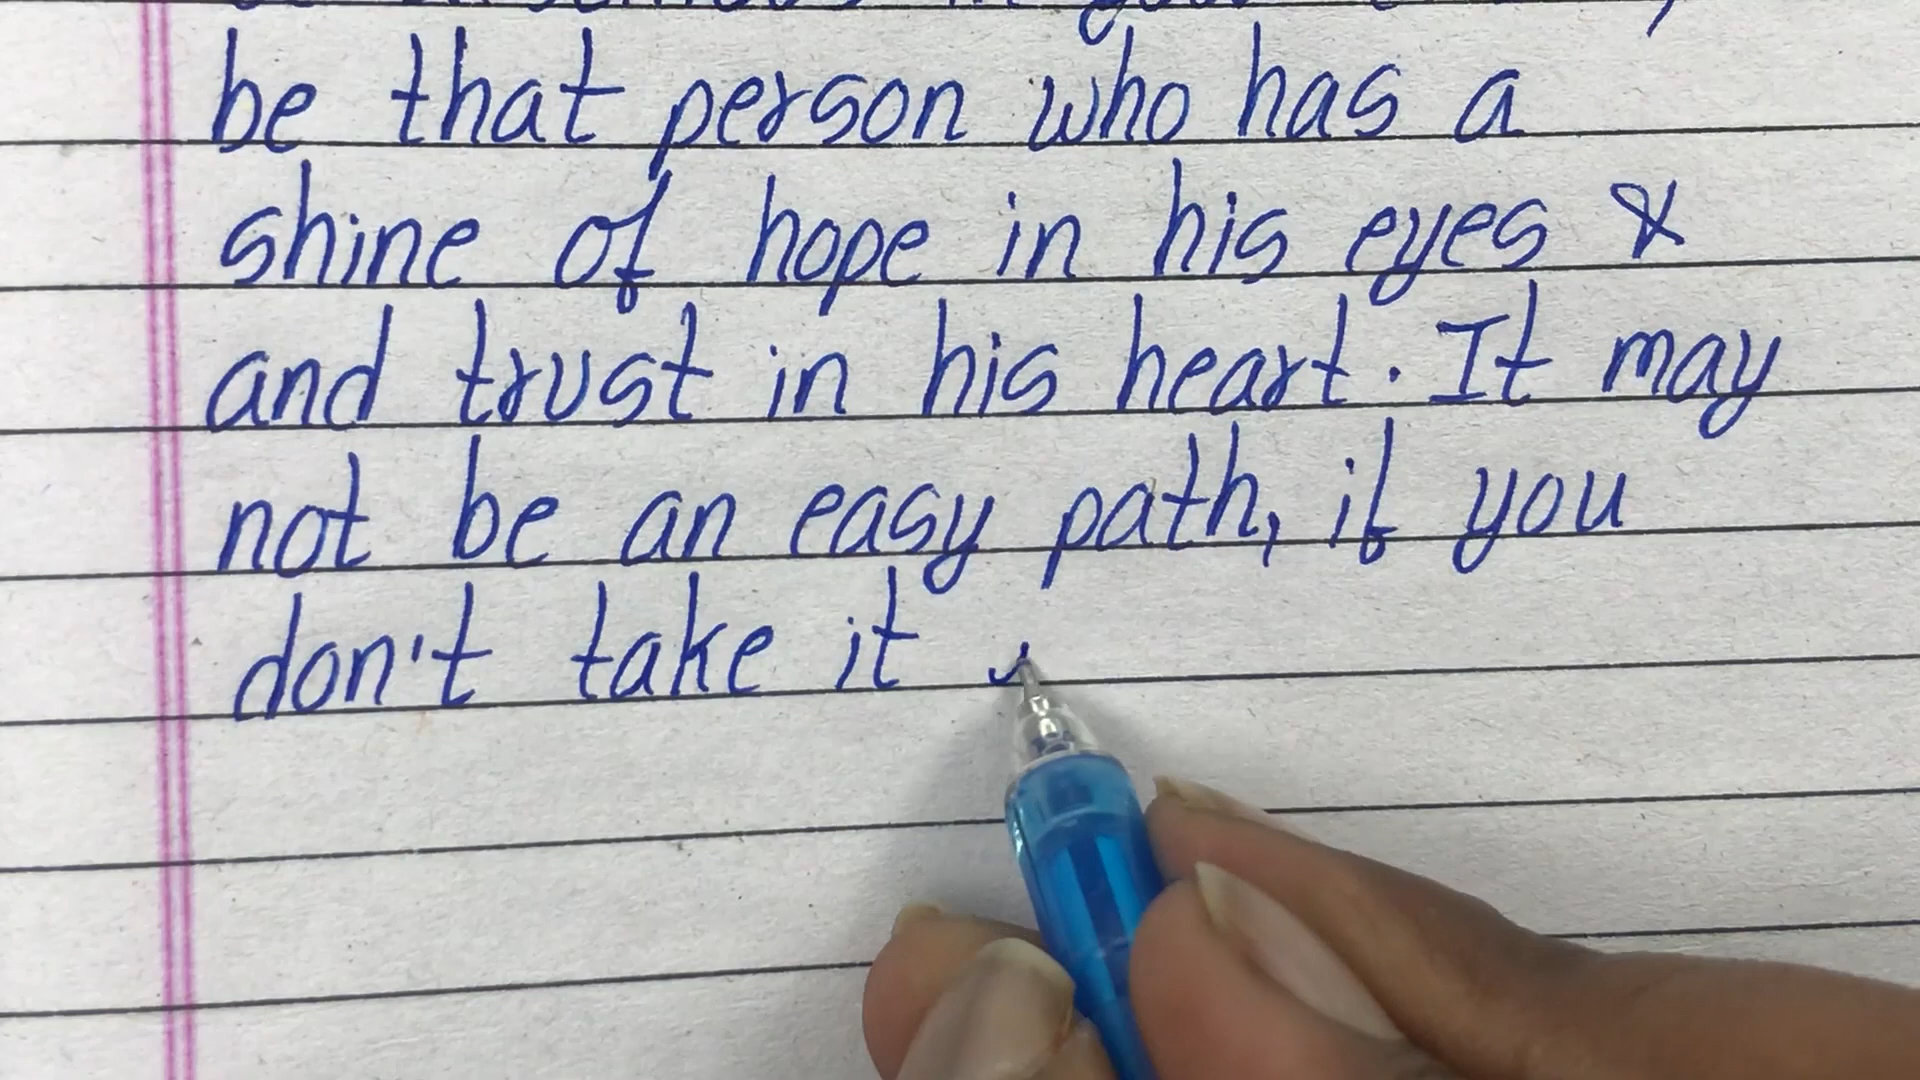 be that person who has a
shine of hope in his eyes &
and trust in his heart. It may
not be an easy path, if you
don't take it